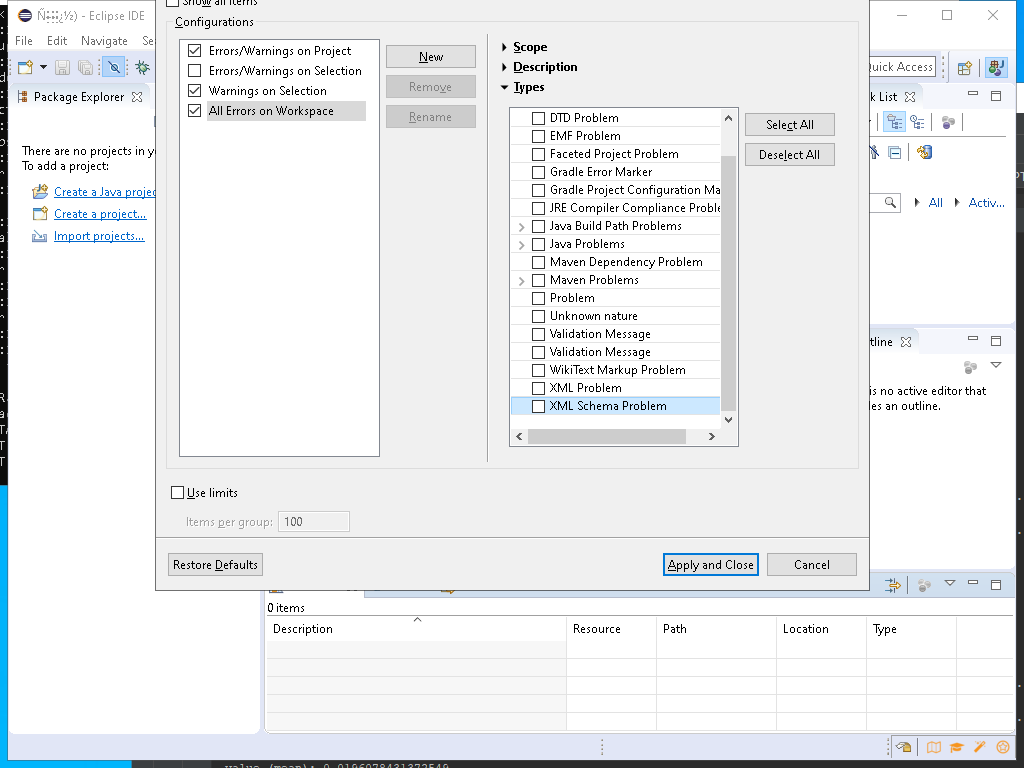 Show all items
- Eclipse IDE
File Edit Navigate
Configurations
Errors/Warnings on Project
Errors/Warnings on Selection
Warnings on Selection
All Errors on Workspace
New
Remove
Rename
Scope
Description
Types
DTD Problem
EMF Problem
Faceted Project Problem
Gradle Error Marker
Gradle Project Configuration Ma
JRE Compiler Compliance Proble
Java Build Path Problems
Java Problems
Maven Dependency Problem
Maven Problems
Problem
Unknown nature
Validation Message
Validation Message
WikiText Markup Problem
XML Problem
XML Schema Problem
Select All
Deselect All
Quick Access
Package Explorer
There are no projects in y
To add a project:
Create a Java projec
Create a project...
Import projects...
k List
All Activ...
tline
is no active editor that
es an outline.
Use limits
Items per group: 100
Restore Defaults
Apply and Close
Cancel
0 items
Description Resource Path Location Type
value (mean): 0.0196078431372549